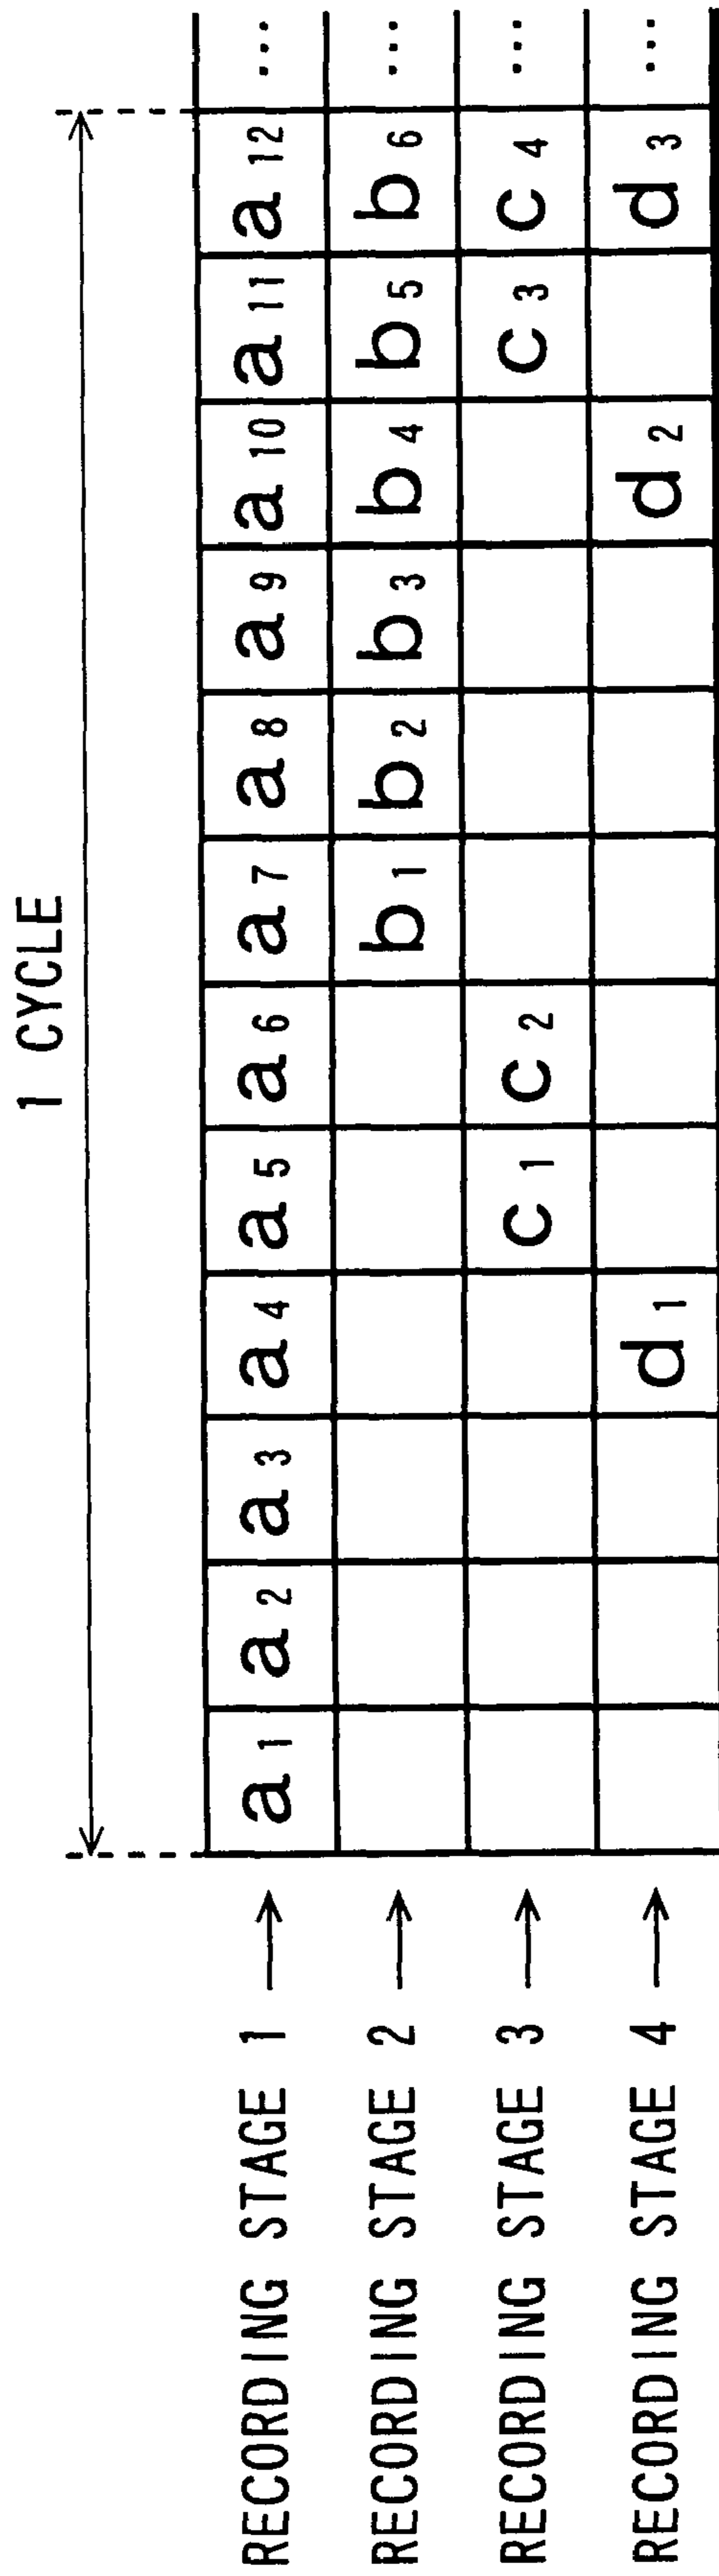 1 CYCLE
RECORDING STAGE 1 → a1 a2 a3 a4 a5 a6 a7 a8 a9 a10 a11 a12 ...
RECORDING STAGE 2 → b1 b2 b3 b4 b5 b6 ...
RECORDING STAGE 3 → c1 c2 c3 c4 ...
RECORDING STAGE 4 → d1 d2 d3 ...